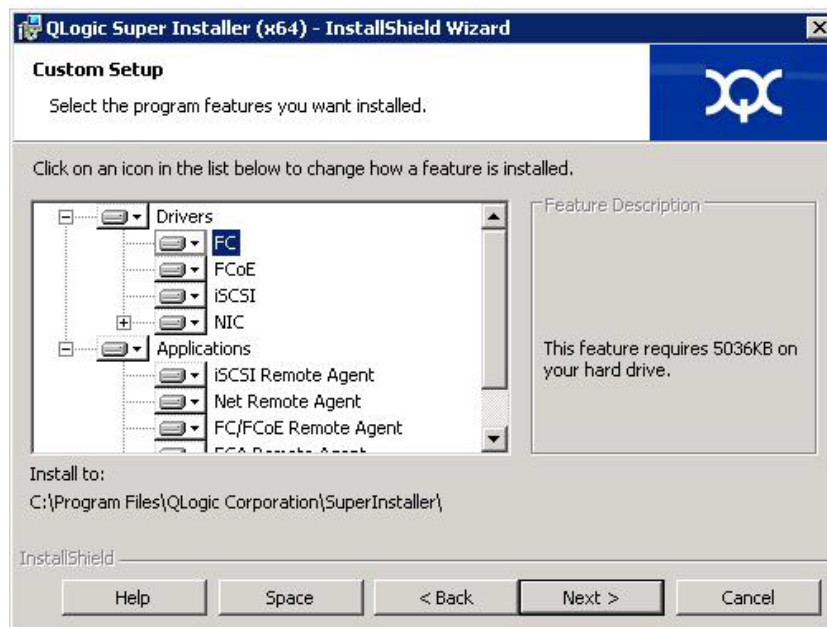 QLogic Super Installer (x64) - InstallShield Wizard
Custom Setup
Select the program features you want installed.
Click on an icon in the list below to change how a feature is installed.
Drivers
FC
FCoE
iSCSI
NIC
Applications
iSCSI Remote Agent
Net Remote Agent
FC/FCoE Remote Agent
Feature Description
This feature requires 5036KB on
your hard drive.
Install to:
C:\Program Files\QLogic Corporation\SuperInstaller\
InstallShield
Help
Space
< Back
Next >
Cancel